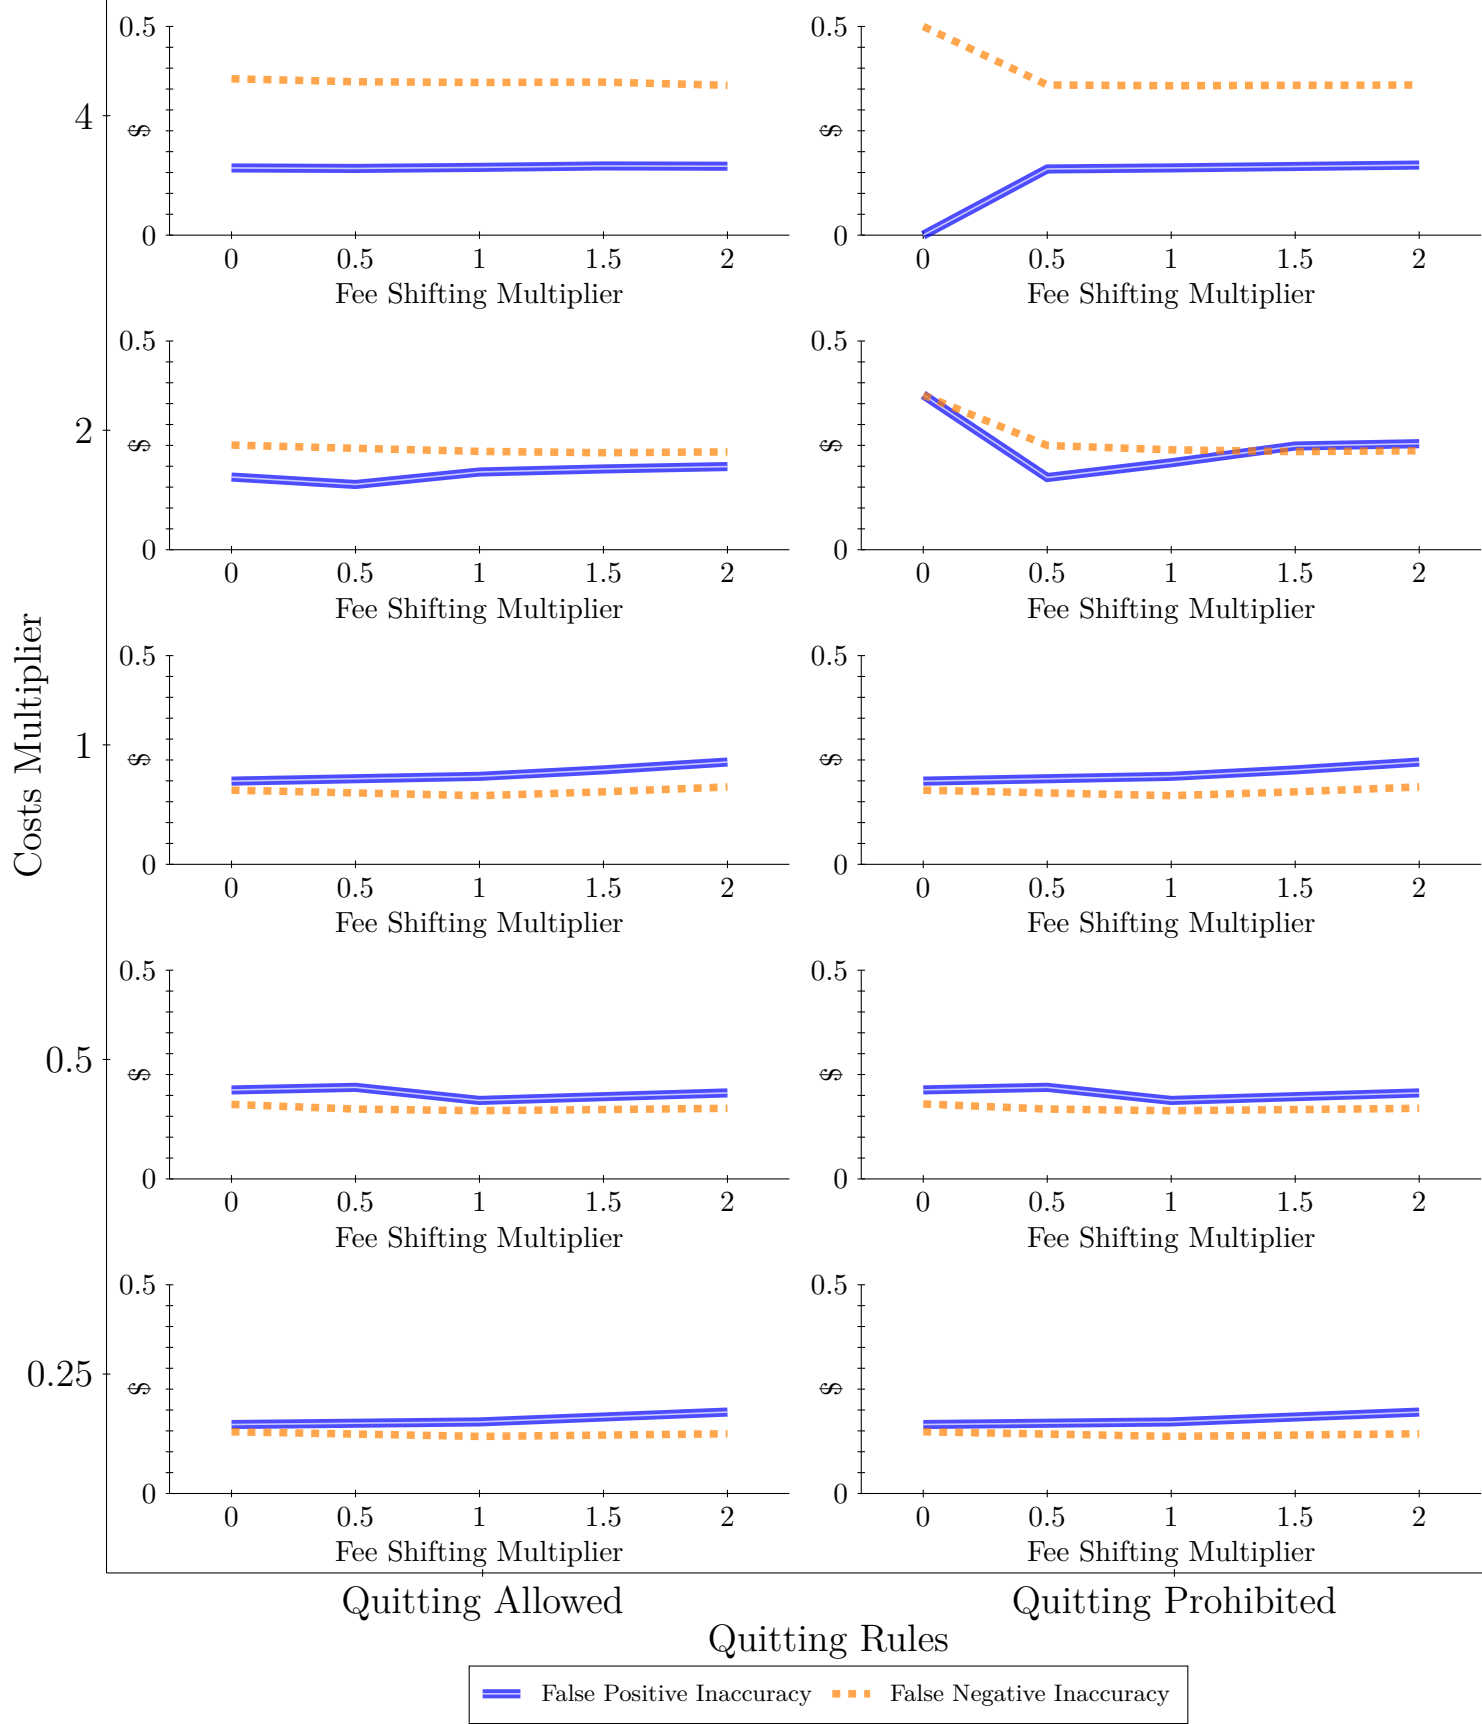 Costs Multiplier
4
0.5
$
0
0 0.5 1 1.5 2
Fee Shifting Multiplier
0.5
$
0
0 0.5 1 1.5 2
Fee Shifting Multiplier
2
0.5
$
0
0 0.5 1 1.5 2
Fee Shifting Multiplier
0.5
$
0
0 0.5 1 1.5 2
Fee Shifting Multiplier
1
0.5
$
0
0 0.5 1 1.5 2
Fee Shifting Multiplier
0.5
$
0
0 0.5 1 1.5 2
Fee Shifting Multiplier
0.5
0.5
$
0
0 0.5 1 1.5 2
Fee Shifting Multiplier
0.5
$
0
0 0.5 1 1.5 2
Fee Shifting Multiplier
0.25
0.5
$
0
0 0.5 1 1.5 2
Fee Shifting Multiplier
0.5
$
0
0 0.5 1 1.5 2
Fee Shifting Multiplier
Quitting Allowed
Quitting Prohibited
Quitting Rules
False Positive Inaccuracy
False Negative Inaccuracy